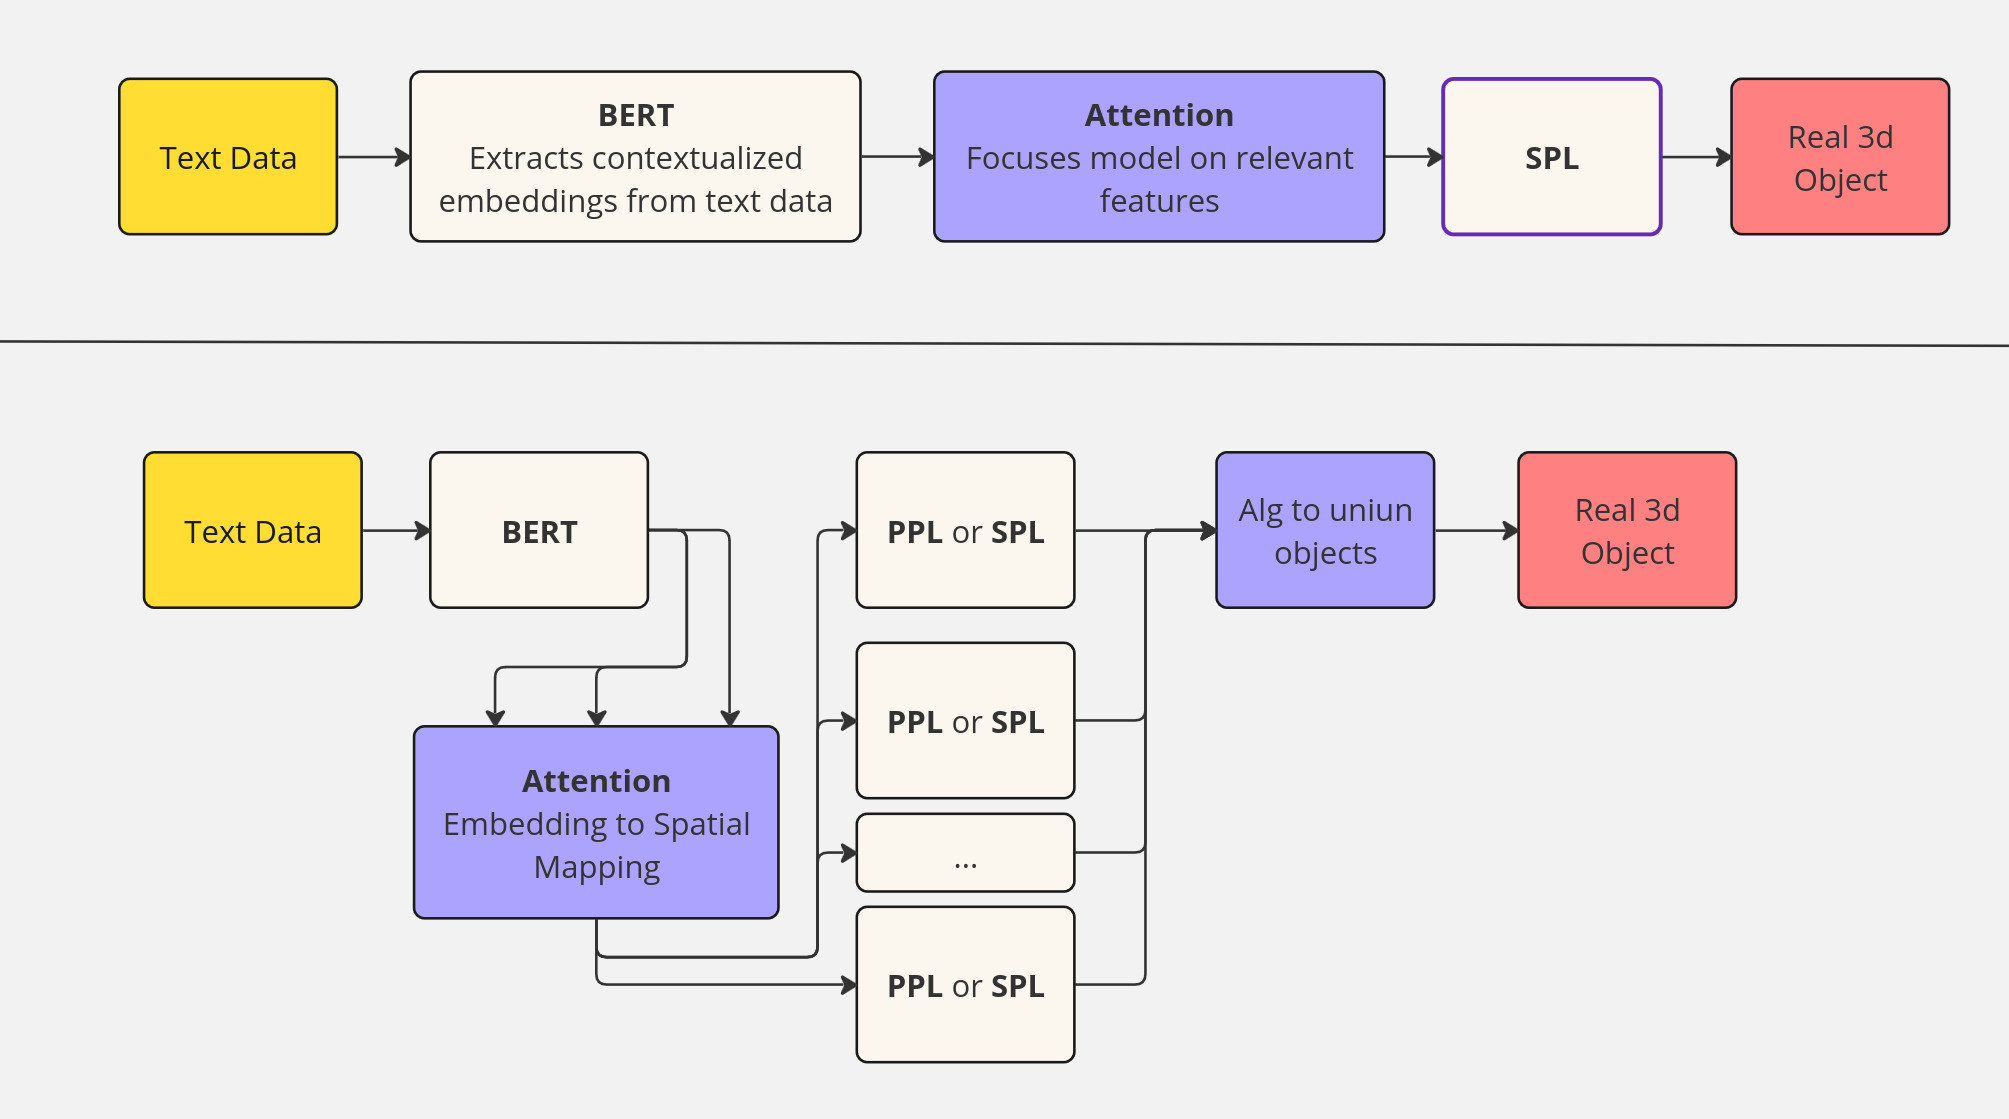 Text Data
BERT
Extracts contextualized
embeddings from text data
Attention
Focuses model on relevant
features
SPL
Real 3d
Object
Text Data
BERT
Attention
Embedding to Spatial
Mapping
PPL or SPL
PPL or SPL
...
PPL or SPL
Alg to uniun
objects
Real 3d
Object